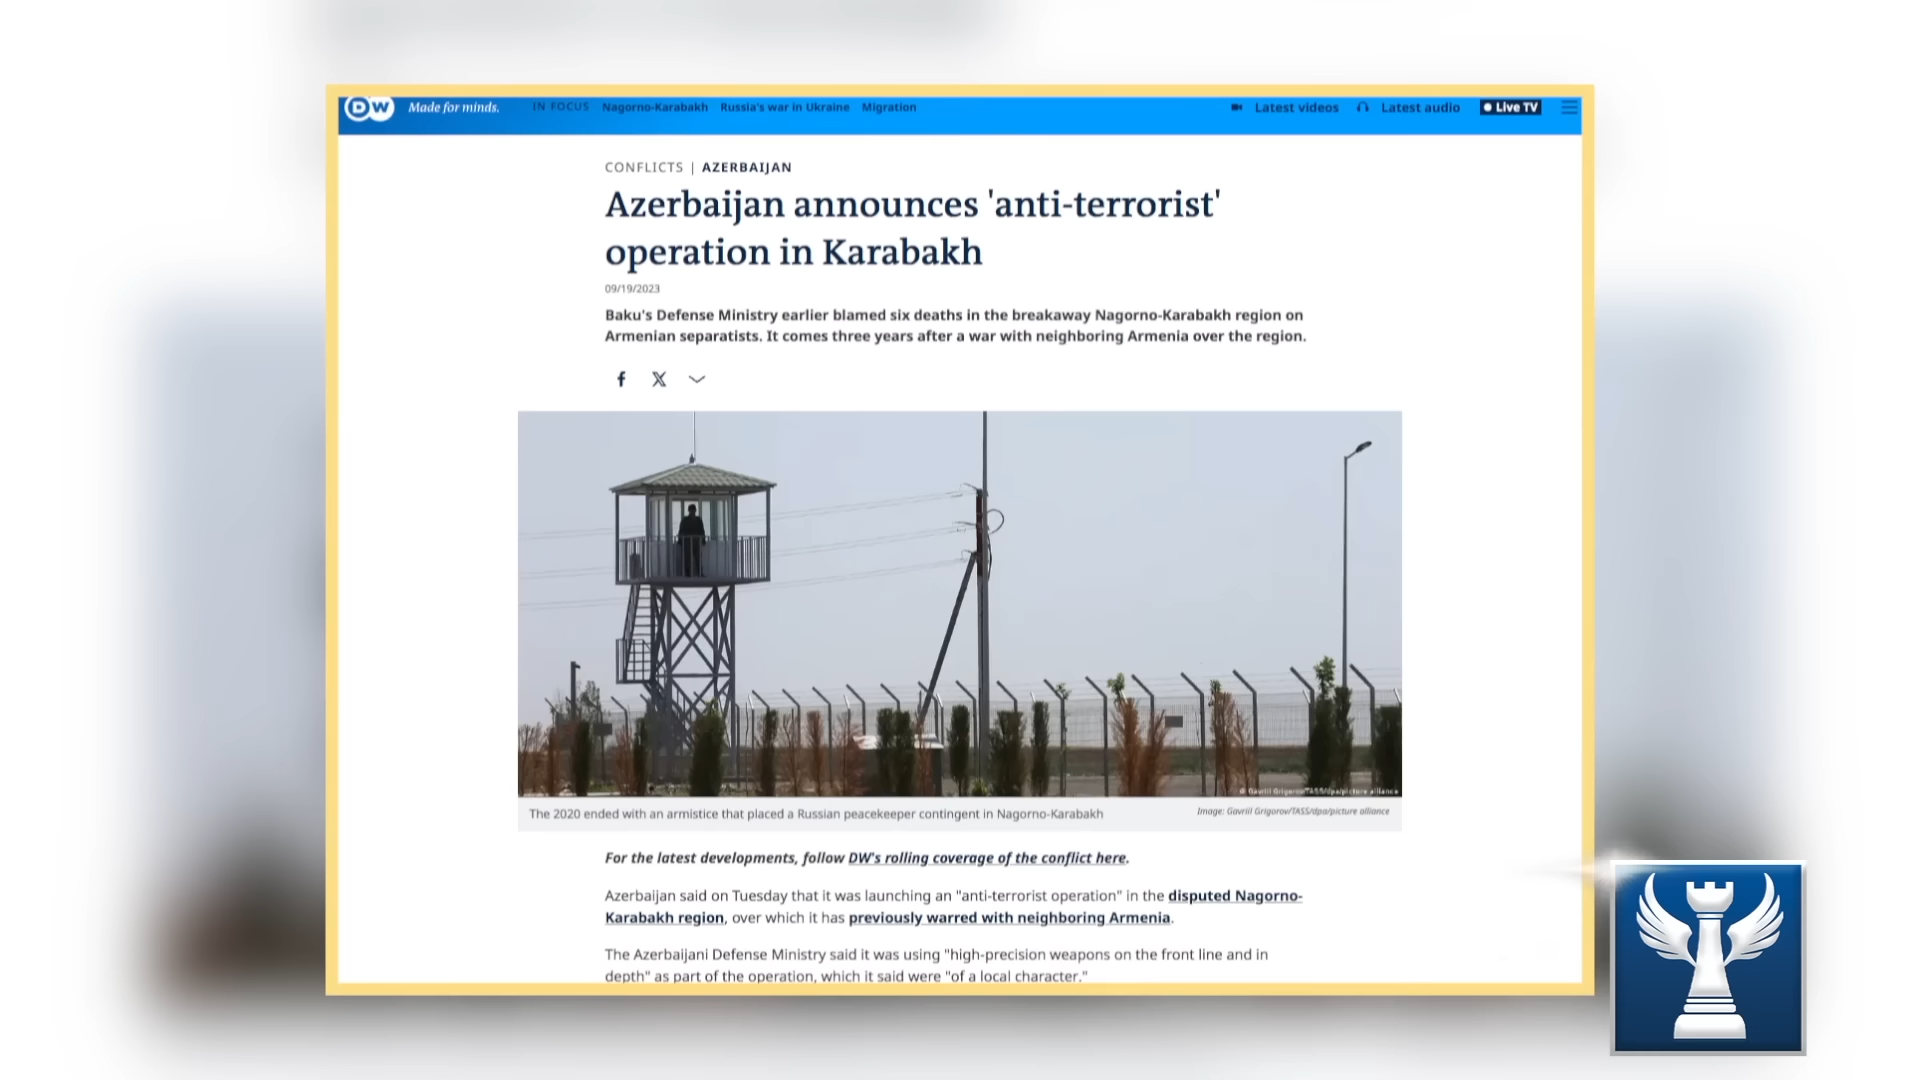 DW Made for minds. IN FOCUS Nagorno-Karabakh Russia's war in Ukraine Migration Latest videos Latest audio Live TV
CONFLICTS | AZERBAIJAN
Azerbaijan announces 'anti-terrorist'
operation in Karabakh
09/19/2023
Baku's Defense Ministry earlier blamed six deaths in the breakaway Nagorno-Karabakh region on
Armenian separatists. It comes three years after a war with neighboring Armenia over the region.
© Gavriil Grigorov/TASS/dpa/picture alliance
The 2020 ended with an armistice that placed a Russian peacekeeper contingent in Nagorno-Karabakh
Image: Gavriil Grigorov/TASS/dpa/picture alliance
For the latest developments, follow DW's rolling coverage of the conflict here.
Azerbaijan said on Tuesday that it was launching an "anti-terrorist operation" in the disputed Nagorno-
Karabakh region, over which it has previously warred with neighboring Armenia.
The Azerbaijani Defense Ministry said it was using "high-precision weapons on the front line and in
depth" as part of the operation, which it said were "of a local character."